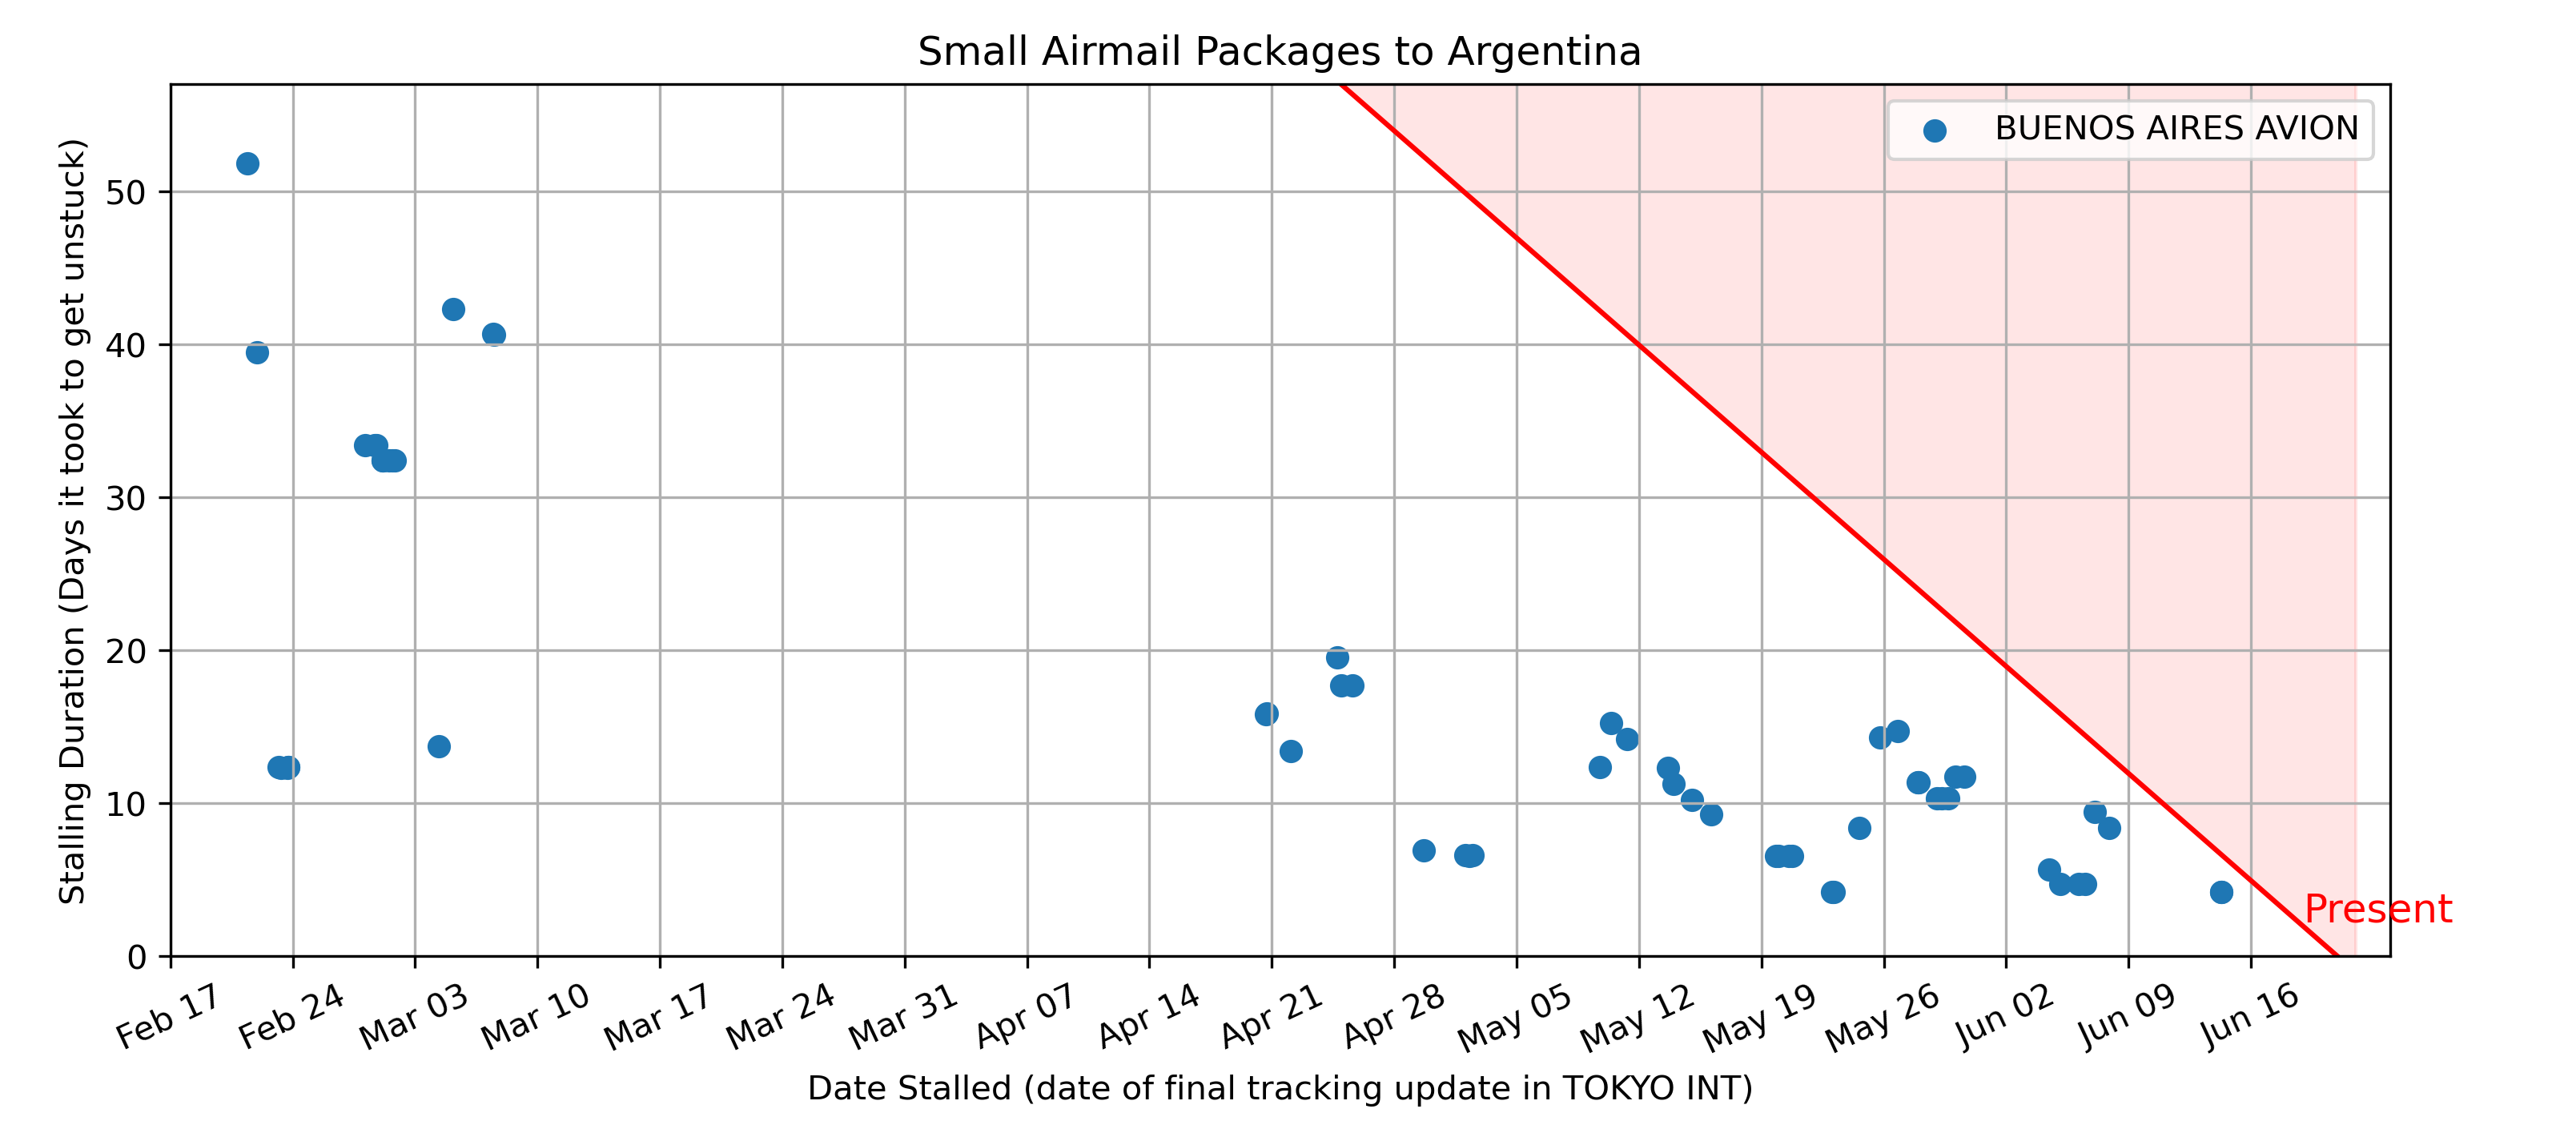 Small Airmail Packages to Argentina
BUENOS AIRES AVION
Stalling Duration (Days it took to get unstuck)
50
40
30
20
10
0
Present
Feb 17 Feb 24 Mar 03 Mar 10 Mar 17 Mar 24 Mar 31 Apr 07 Apr 14 Apr 21 Apr 28 May 05 May 12 May 19 May 26 Jun 02 Jun 09 Jun 16
Date Stalled (date of final tracking update in TOKYO INT)